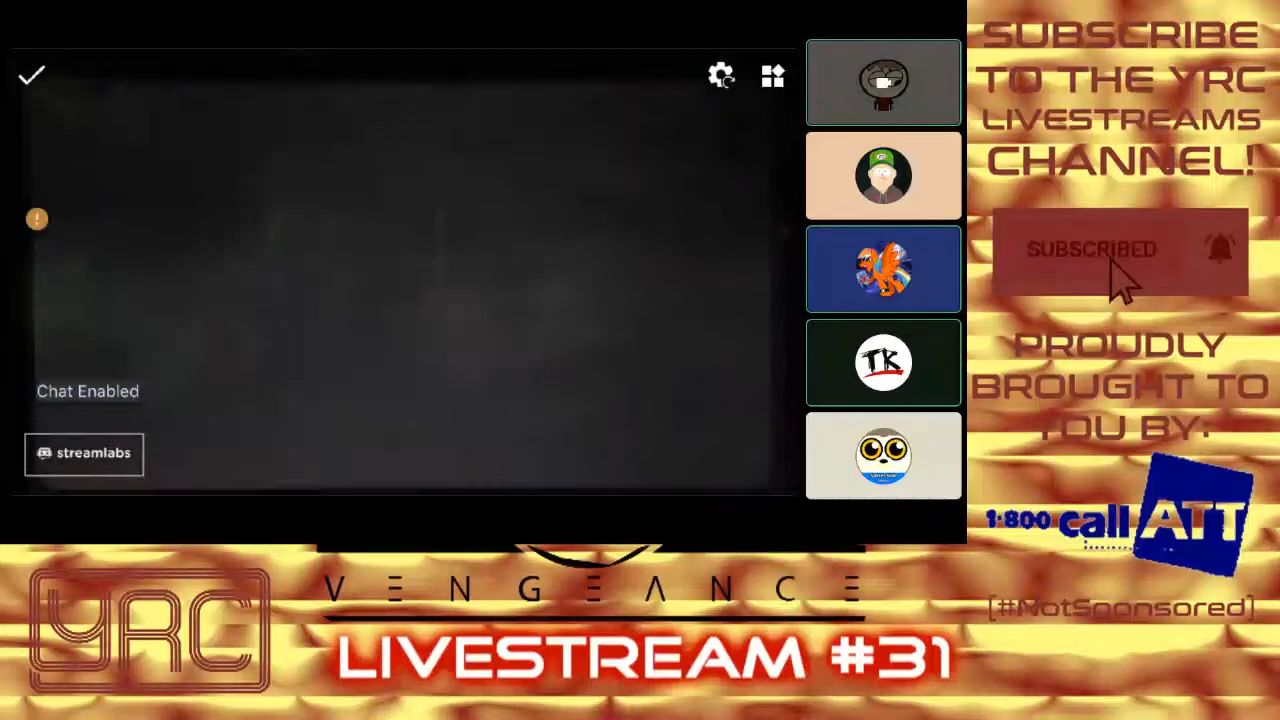 Chat Enabled
streamlabs
TK
SUBSCRIBE
TO THE YRC
LIVESTREAMS
CHANNEL!
SUBSCRIBED
PROUDLY
BROUGHT TO
YOU BY:
1·800 call ATT
[#NotSponsored]
YRC
VENGEANCE
LIVESTREAM #31